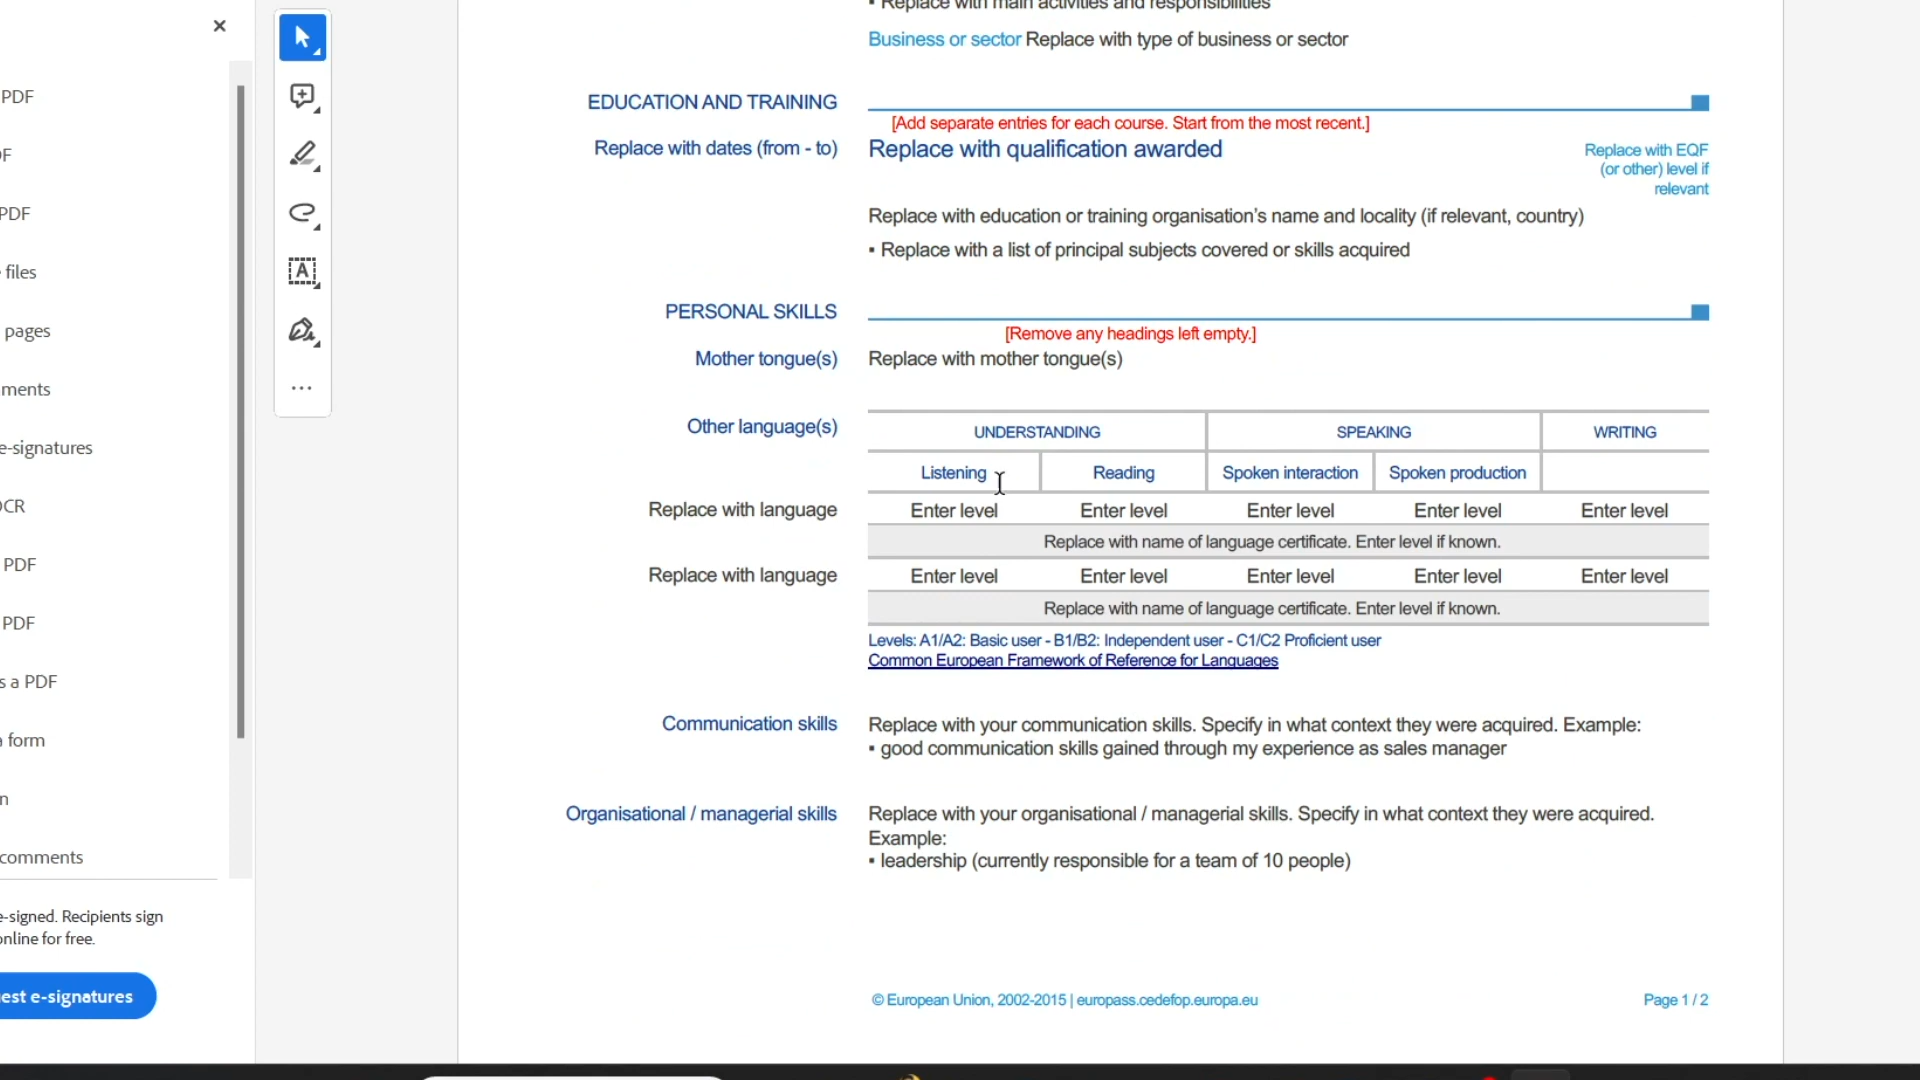 PDF
PDF
files
pages
e-signatures
PDF
PDF
s a PDF
form
comments
e-signed. Recipients sign
online for free.
e-signatures
• Replace with main activities and responsibilities
Business or sector Replace with type of business or sector
EDUCATION AND TRAINING
[Add separate entries for each course. Start from the most recent.]
Replace with dates (from - to)
Replace with qualification awarded
Replace with EQF
(or other) level if
relevant
Replace with education or training organisation’s name and locality (if relevant, country)
▪ Replace with a list of principal subjects covered or skills acquired
PERSONAL SKILLS
[Remove any headings left empty.]
Mother tongue(s)
Replace with mother tongue(s)
Other language(s)
UNDERSTANDING SPEAKING WRITING
Listening Reading Spoken interaction Spoken production
Replace with language
Enter level Enter level Enter level Enter level Enter level
Replace with name of language certificate. Enter level if known.
Replace with language
Enter level Enter level Enter level Enter level Enter level
Replace with name of language certificate. Enter level if known.
Levels: A1/A2: Basic user - B1/B2: Independent user - C1/C2 Proficient user
Common European Framework of Reference for Languages
Communication skills
Replace with your communication skills. Specify in what context they were acquired. Example:
▪ good communication skills gained through my experience as sales manager
Organisational / managerial skills
Replace with your organisational / managerial skills. Specify in what context they were acquired.
Example:
▪ leadership (currently responsible for a team of 10 people)
© European Union, 2002-2015 | europass.cedefop.europa.eu
Page 1 / 2